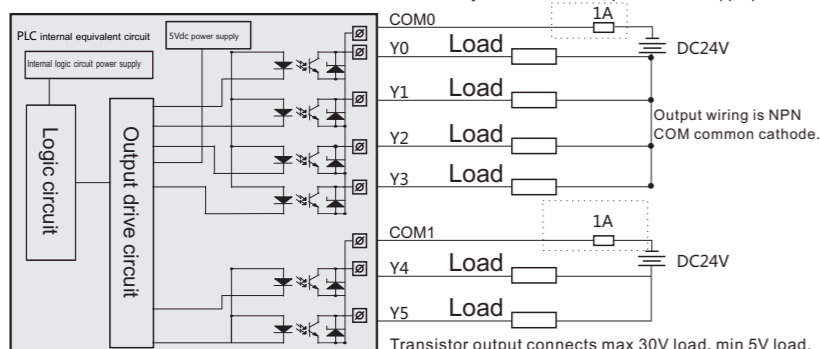 COM0
1A
PLC internal equivalent circuit
5Vdc power supply
Y0
Load
DC24V
Internal logic circuit power supply
Y1
Load
Output wiring is NPN
COM common cathode.
Logic circuit
Output drive circuit
Y2
Load
Y3
Load
COM1
1A
Y4
Load
DC24V
Y5
Load
Transistor output connects max 30V load, min 5V load.